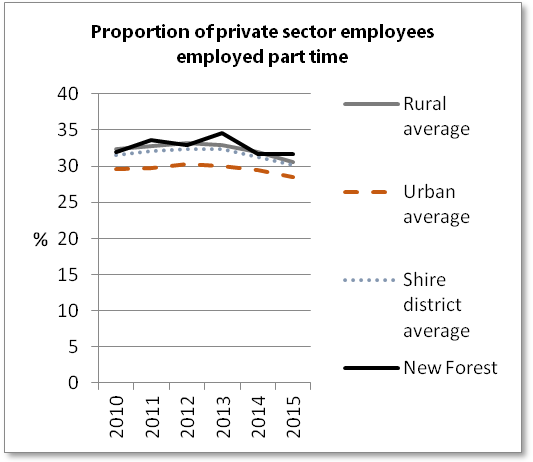 Proportion of private sector employees
employed part time
40
35
30
25
20
15
10
5
0
%
2010
2011
2012
2013
2014
2015
Rural
average
Urban
average
Shire
district
average
New Forest